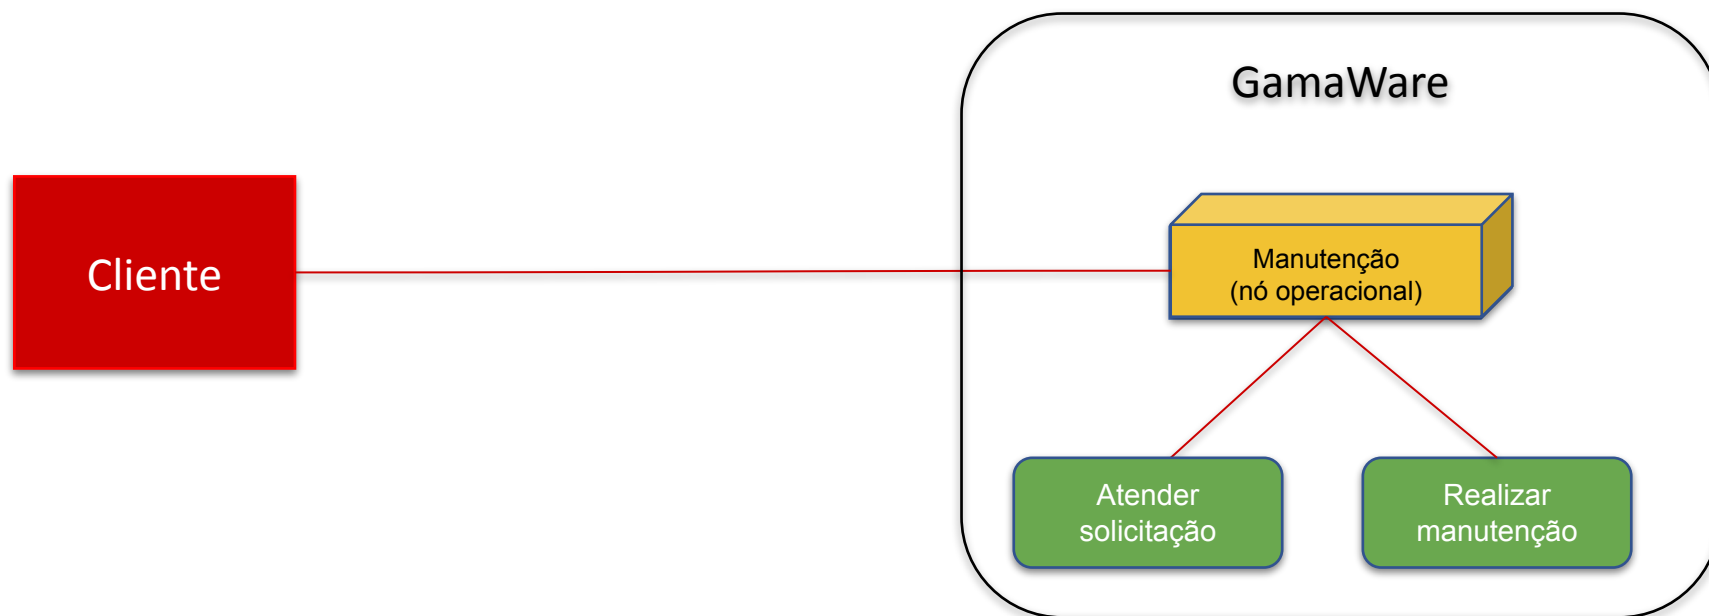 GamaWare
Cliente
Manutenção
(nó operacional)
Atender
solicitação
Realizar
manutenção